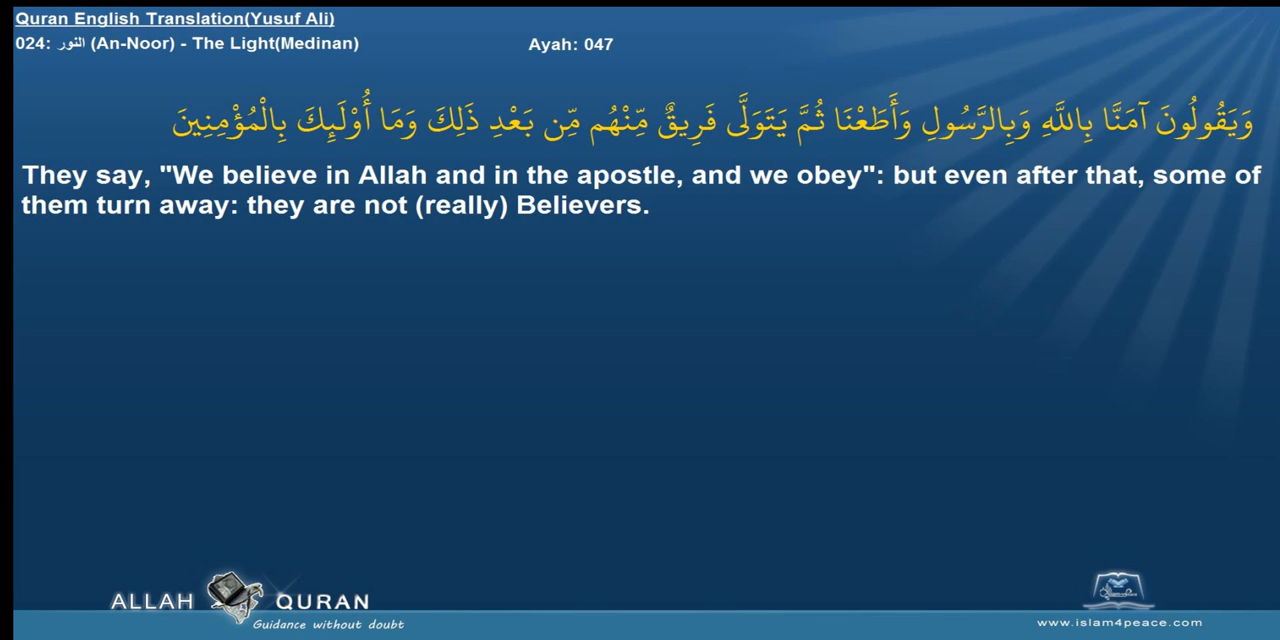 Quran English Translation(Yusuf Ali)
024: النور (An-Noor) - The Light(Medinan) Ayah: 047
وَيَقُولُونَ آمَنَّا بِاللَّهِ وَبِالرَّسُولِ وَأَطَعْنَا ثُمَّ يَتَوَلَّى فَرِيقٌ مِّنْهُم مِّن بَعْدِ ذَلِكَ وَمَا أُوْلَئِكَ بِالْمُؤْمِنِينَ
They say, "We believe in Allah and in the apostle, and we obey": but even after that, some of
them turn away: they are not (really) Believers.
ALLAH QURAN
Guidance without doubt
www.islam4peace.com